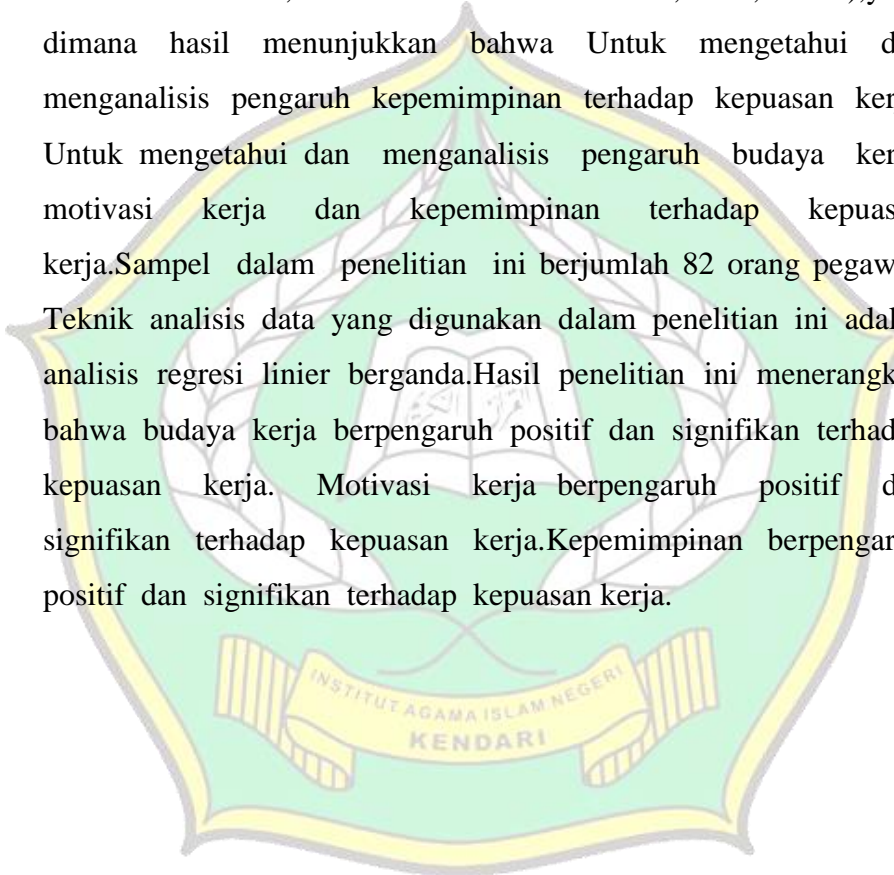 dimana hasil menunjukkan bahwa Untuk mengetahui d
menganalisis pengaruh kepemimpinan terhadap kepuasan ker
Untuk mengetahui dan menganalisis pengaruh budaya ker
motivasi kerja dan kepemimpinan terhadap kepuas
kerja.Sampel dalam penelitian ini berjumlah 82 orang pegaw
Teknik analisis data yang digunakan dalam penelitian ini adal
analisis regresi linier berganda.Hasil penelitian ini menerangk
bahwa budaya kerja berpengaruh positif dan signifikan terhad
kepuasan kerja. Motivasi kerja berpengaruh positif d
signifikan terhadap kepuasan kerja.Kepemimpinan berpengar
positif dan signifikan terhadap kepuasan kerja.
INSTITUT AGAMA ISLAM NEGERI
KENDARI